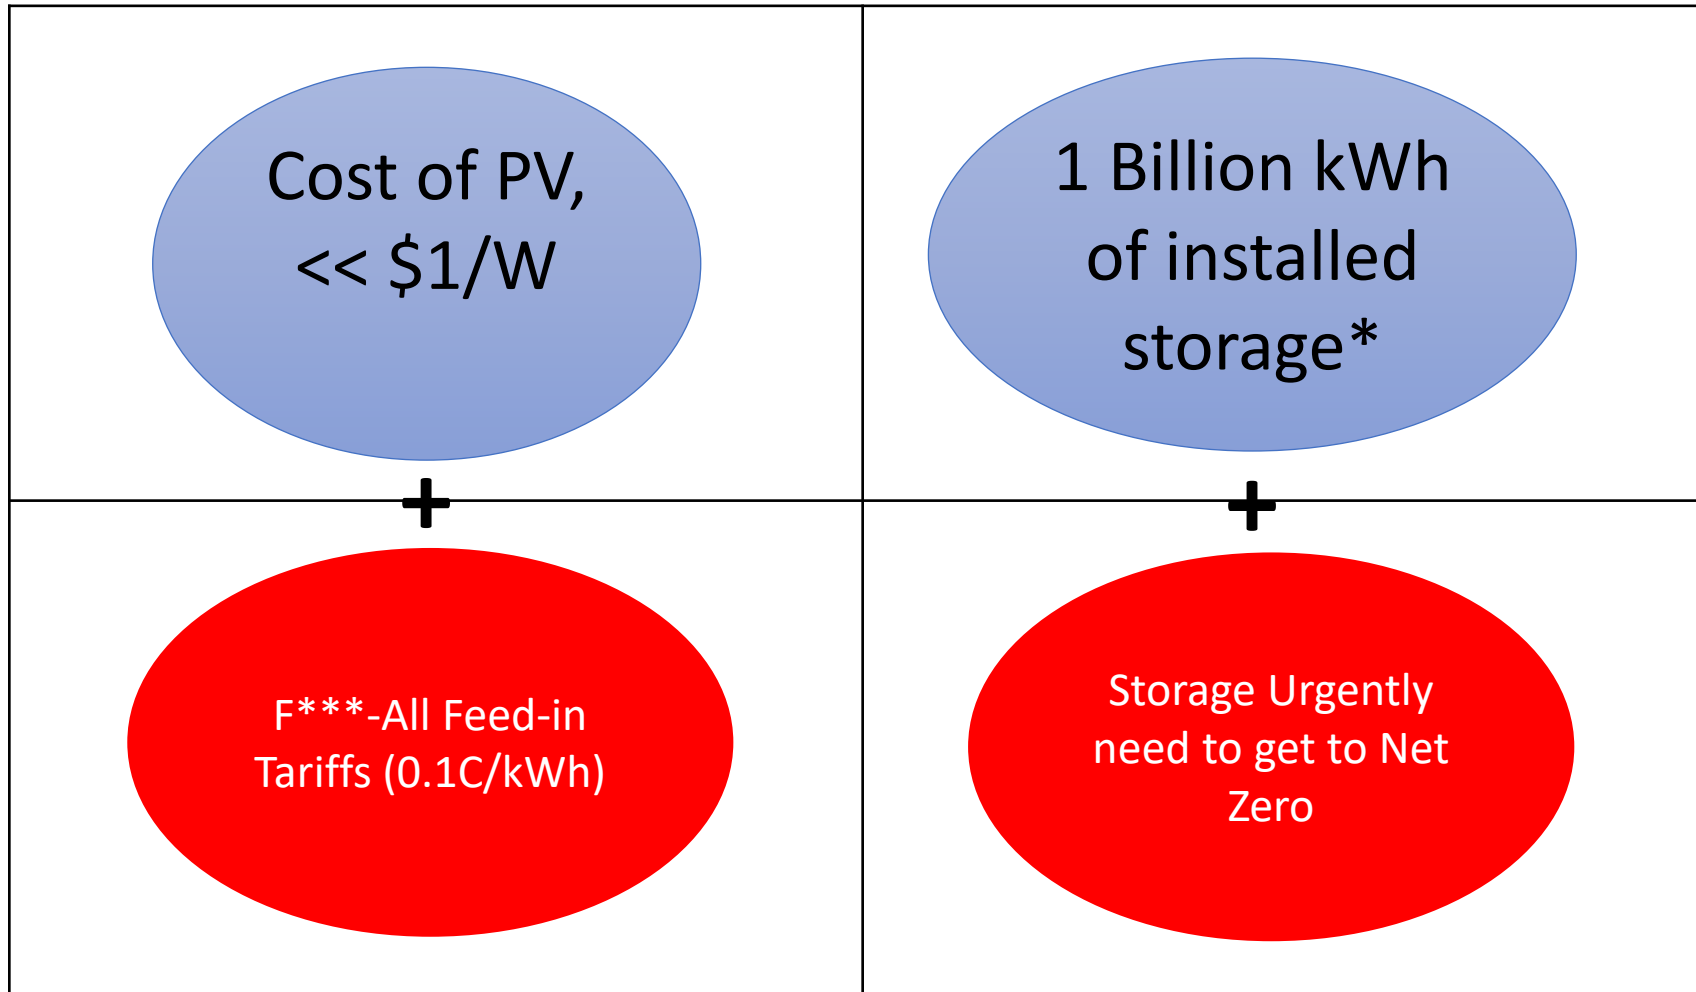 Cost of PV,
<< $1/W
1 Billion kWh
of installed
storage*
+
+
F***-All Feed-in
Tariffs (0.1C/kWh)
Storage Urgently
need to get to Net
Zero